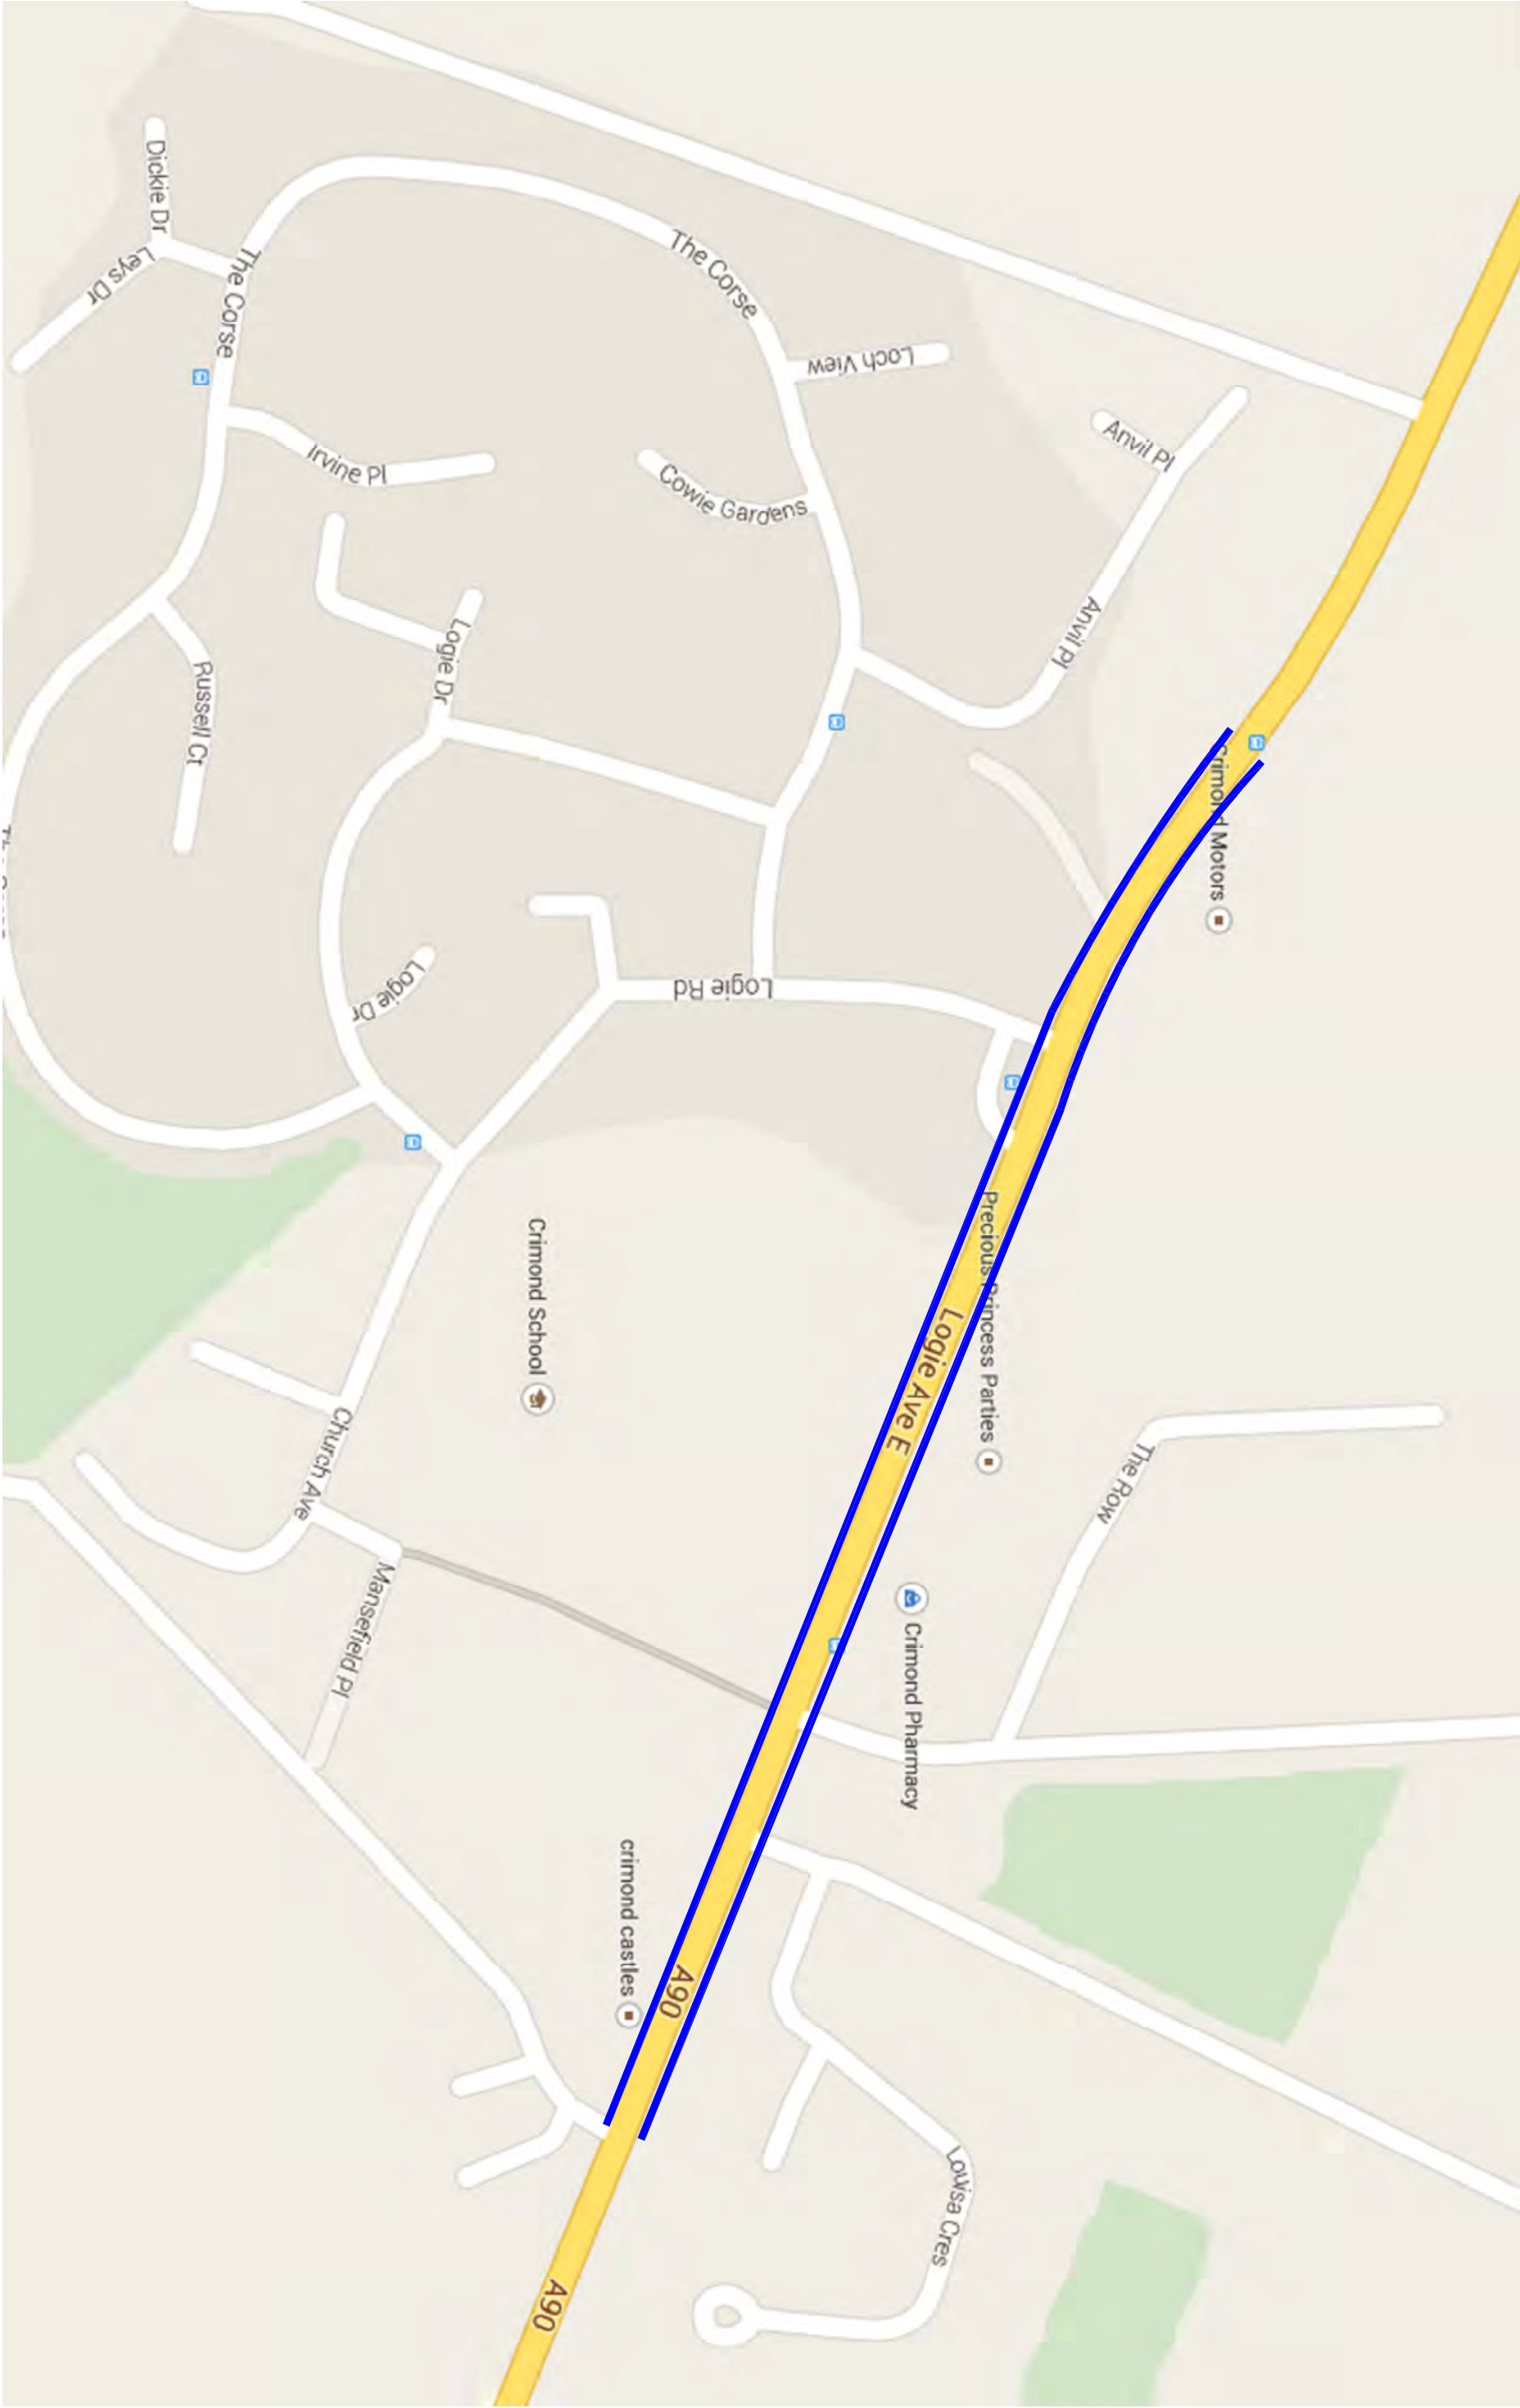 Dickie Dr
Leys Dr
The Corse
The Corse
Loch View
Anvil Pl
Irvine Pl
Cowie Gardens
Anvil Pl
Logie Dr
Russell Ct
Crimond Motors
Logie Dr
Logie Rd
Precious Princess Parties
Crimond School
Logie Ave E
Church Ave
The Row
Mansefield Pl
Crimond Pharmacy
crimond castles
A90
Louisa Cres
A90